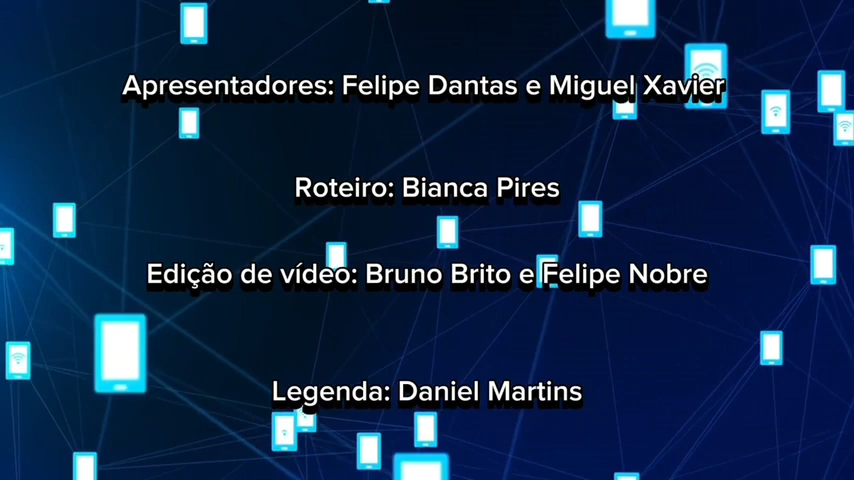 Apresentadores: Felipe Dantas e Miguel Xavier
Roteiro: Bianca Pires
Edição de vídeo: Bruno Brito e Felipe Nobre
Legenda: Daniel Martins